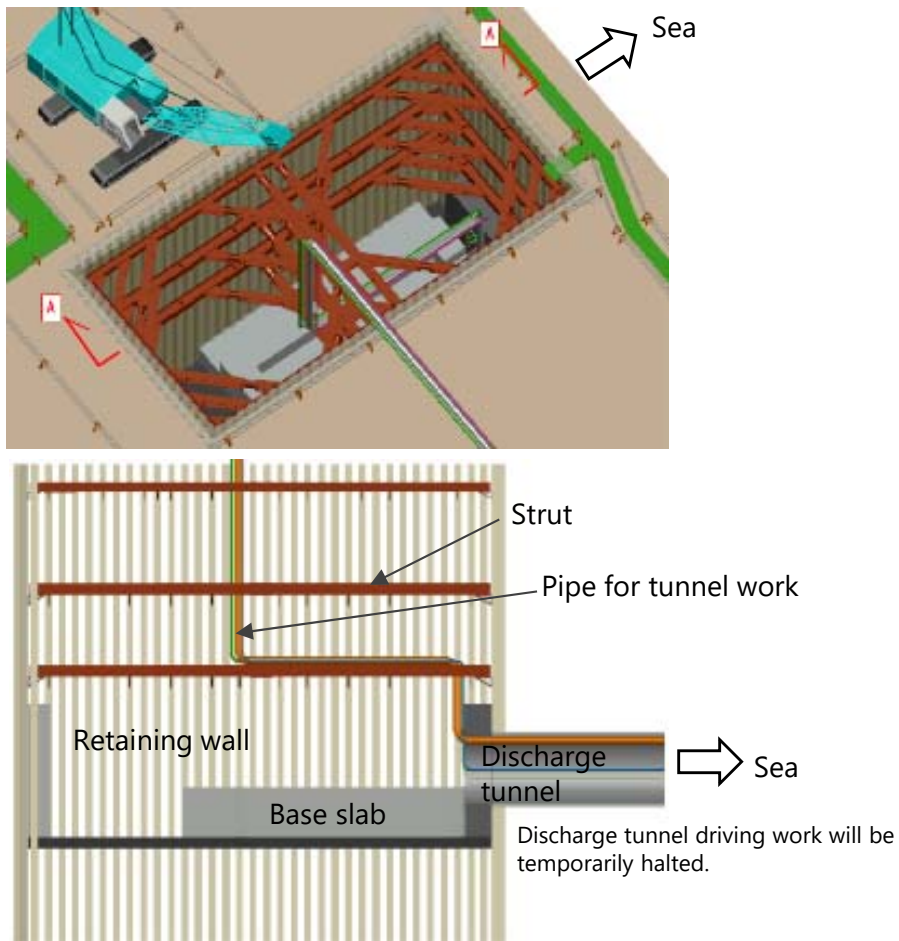 A
Sea
A
Strut
Pipe for tunnel work
Retaining wall
Discharge
tunnel
Sea
Base slab
Discharge tunnel driving work will be
temporarily halted.